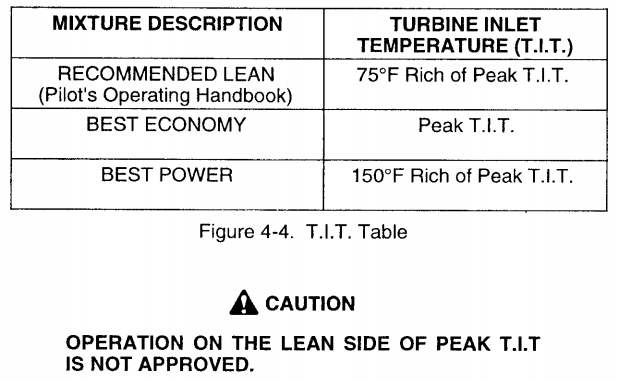 MIXTURE DESCRIPTION
TURBINE INLET
TEMPERATURE (T.I.T.)
RECOMMENDED LEAN
(Pilot's Operating Handbook)
75°F Rich of Peak T.I.T.
BEST ECONOMY
Peak T.I.T.
BEST POWER
150°F Rich of Peak T.I.T.
Figure 4-4. T.I.T. Table
CAUTION
OPERATION ON THE LEAN SIDE OF PEAK T.I.T
IS NOT APPROVED.